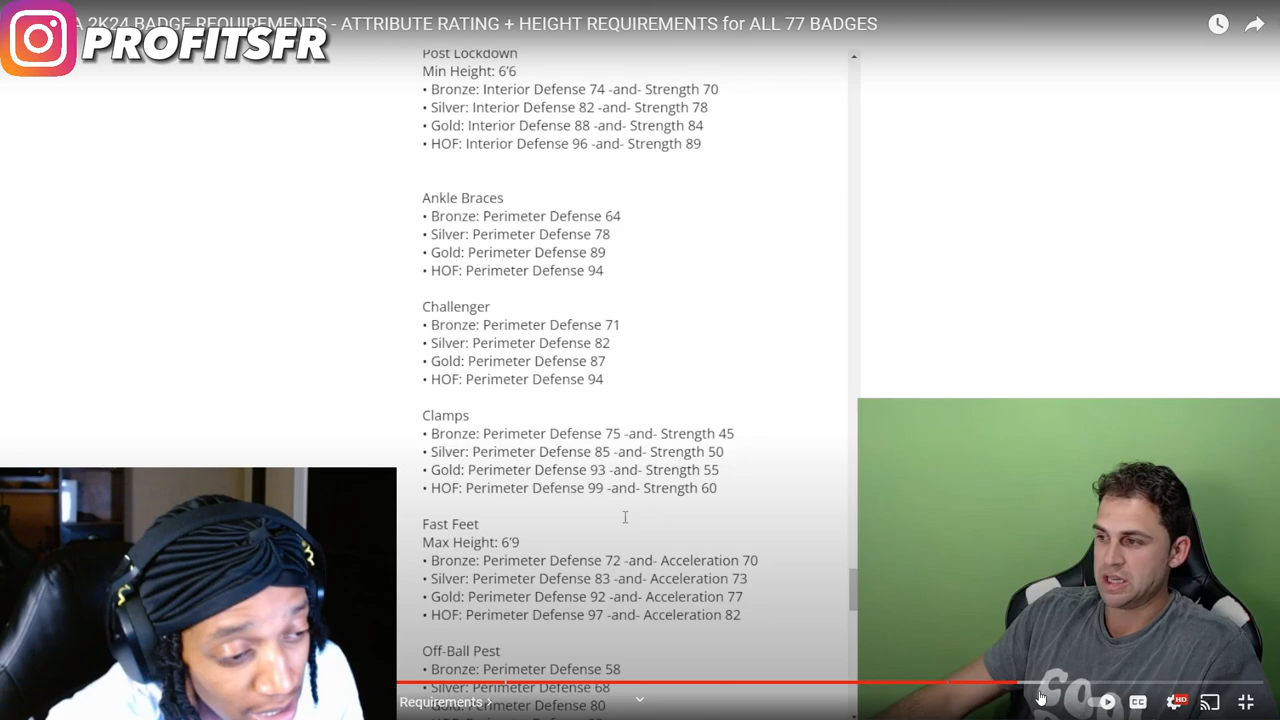 A 2K24 BADGE REQUIREMENTS - ATTRIBUTE RATING + HEIGHT REQUIREMENTS for ALL 77 BADGES
PROFITSFR
Post Lockdown
Min Height: 6'6
• Bronze: Interior Defense 74 -and- Strength 70
• Silver: Interior Defense 82 -and- Strength 78
• Gold: Interior Defense 88 -and- Strength 84
• HOF: Interior Defense 96 -and- Strength 89
Ankle Braces
• Bronze: Perimeter Defense 64
• Silver: Perimeter Defense 78
• Gold: Perimeter Defense 89
• HOF: Perimeter Defense 94
Challenger
• Bronze: Perimeter Defense 71
• Silver: Perimeter Defense 82
• Gold: Perimeter Defense 87
• HOF: Perimeter Defense 94
Clamps
• Bronze: Perimeter Defense 75 -and- Strength 45
• Silver: Perimeter Defense 85 -and- Strength 50
• Gold: Perimeter Defense 93 -and- Strength 55
• HOF: Perimeter Defense 99 -and- Strength 60
Fast Feet
Max Height: 6'9
• Bronze: Perimeter Defense 72 -and- Acceleration 70
• Silver: Perimeter Defense 83 -and- Acceleration 73
• Gold: Perimeter Defense 92 -and- Acceleration 77
• HOF: Perimeter Defense 97 -and- Acceleration 82
Off-Ball Pest
• Bronze: Perimeter Defense 58
• Silver: Perimeter Defense 68
Requirements ›
• Gold: Perimeter Defense 80
CC
HD